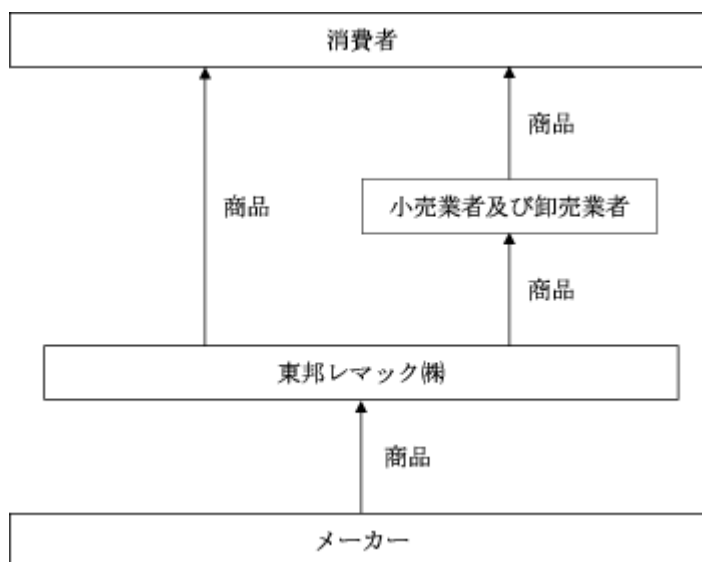 消費者
商品
小売業者及び卸売業者
商品
商品
東邦レマック㈱
商品
メーカー